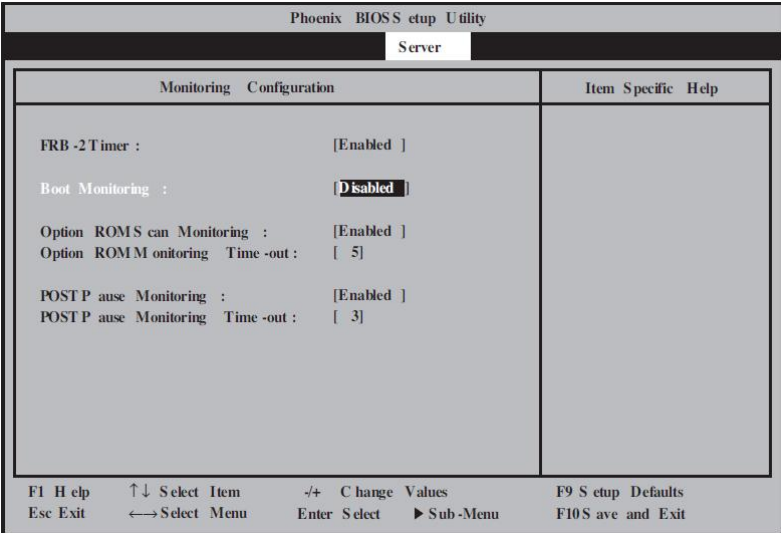 Phoenix BIOS Setup Utility
Server
Monitoring Configuration
Item Specific Help
FRB-2 Timer : [Enabled ]
Boot Monitoring : [Disabled ]
Option ROM Scan Monitoring : [Enabled ]
Option ROM Monitoring Time-out : [ 5]
POST Pause Monitoring : [Enabled ]
POST Pause Monitoring Time-out : [ 3]
F1 Help ↑↓ Select Item -/+ Change Values F9 Setup Defaults
Esc Exit ←→ Select Menu Enter Select ▶ Sub-Menu F10 Save and Exit